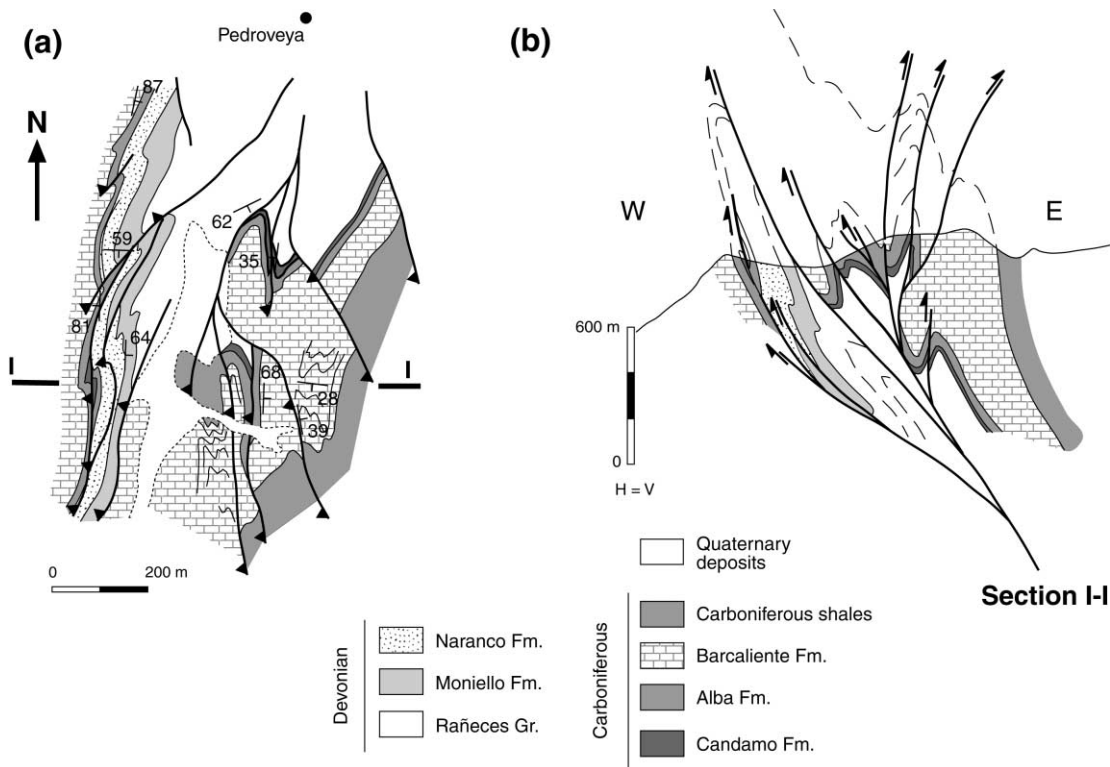 (a)
Pedroveya
N
87
62
59
35
81
64
I
I
68
28
39
0 200 m
(b)
W
E
600 m
0
H = V
Section I-I
Devonian
Naranco Fm.
Moniello Fm.
Rañeces Gr.
Quaternary
deposits
Carboniferous
Carboniferous shales
Barcaliente Fm.
Alba Fm.
Candamo Fm.